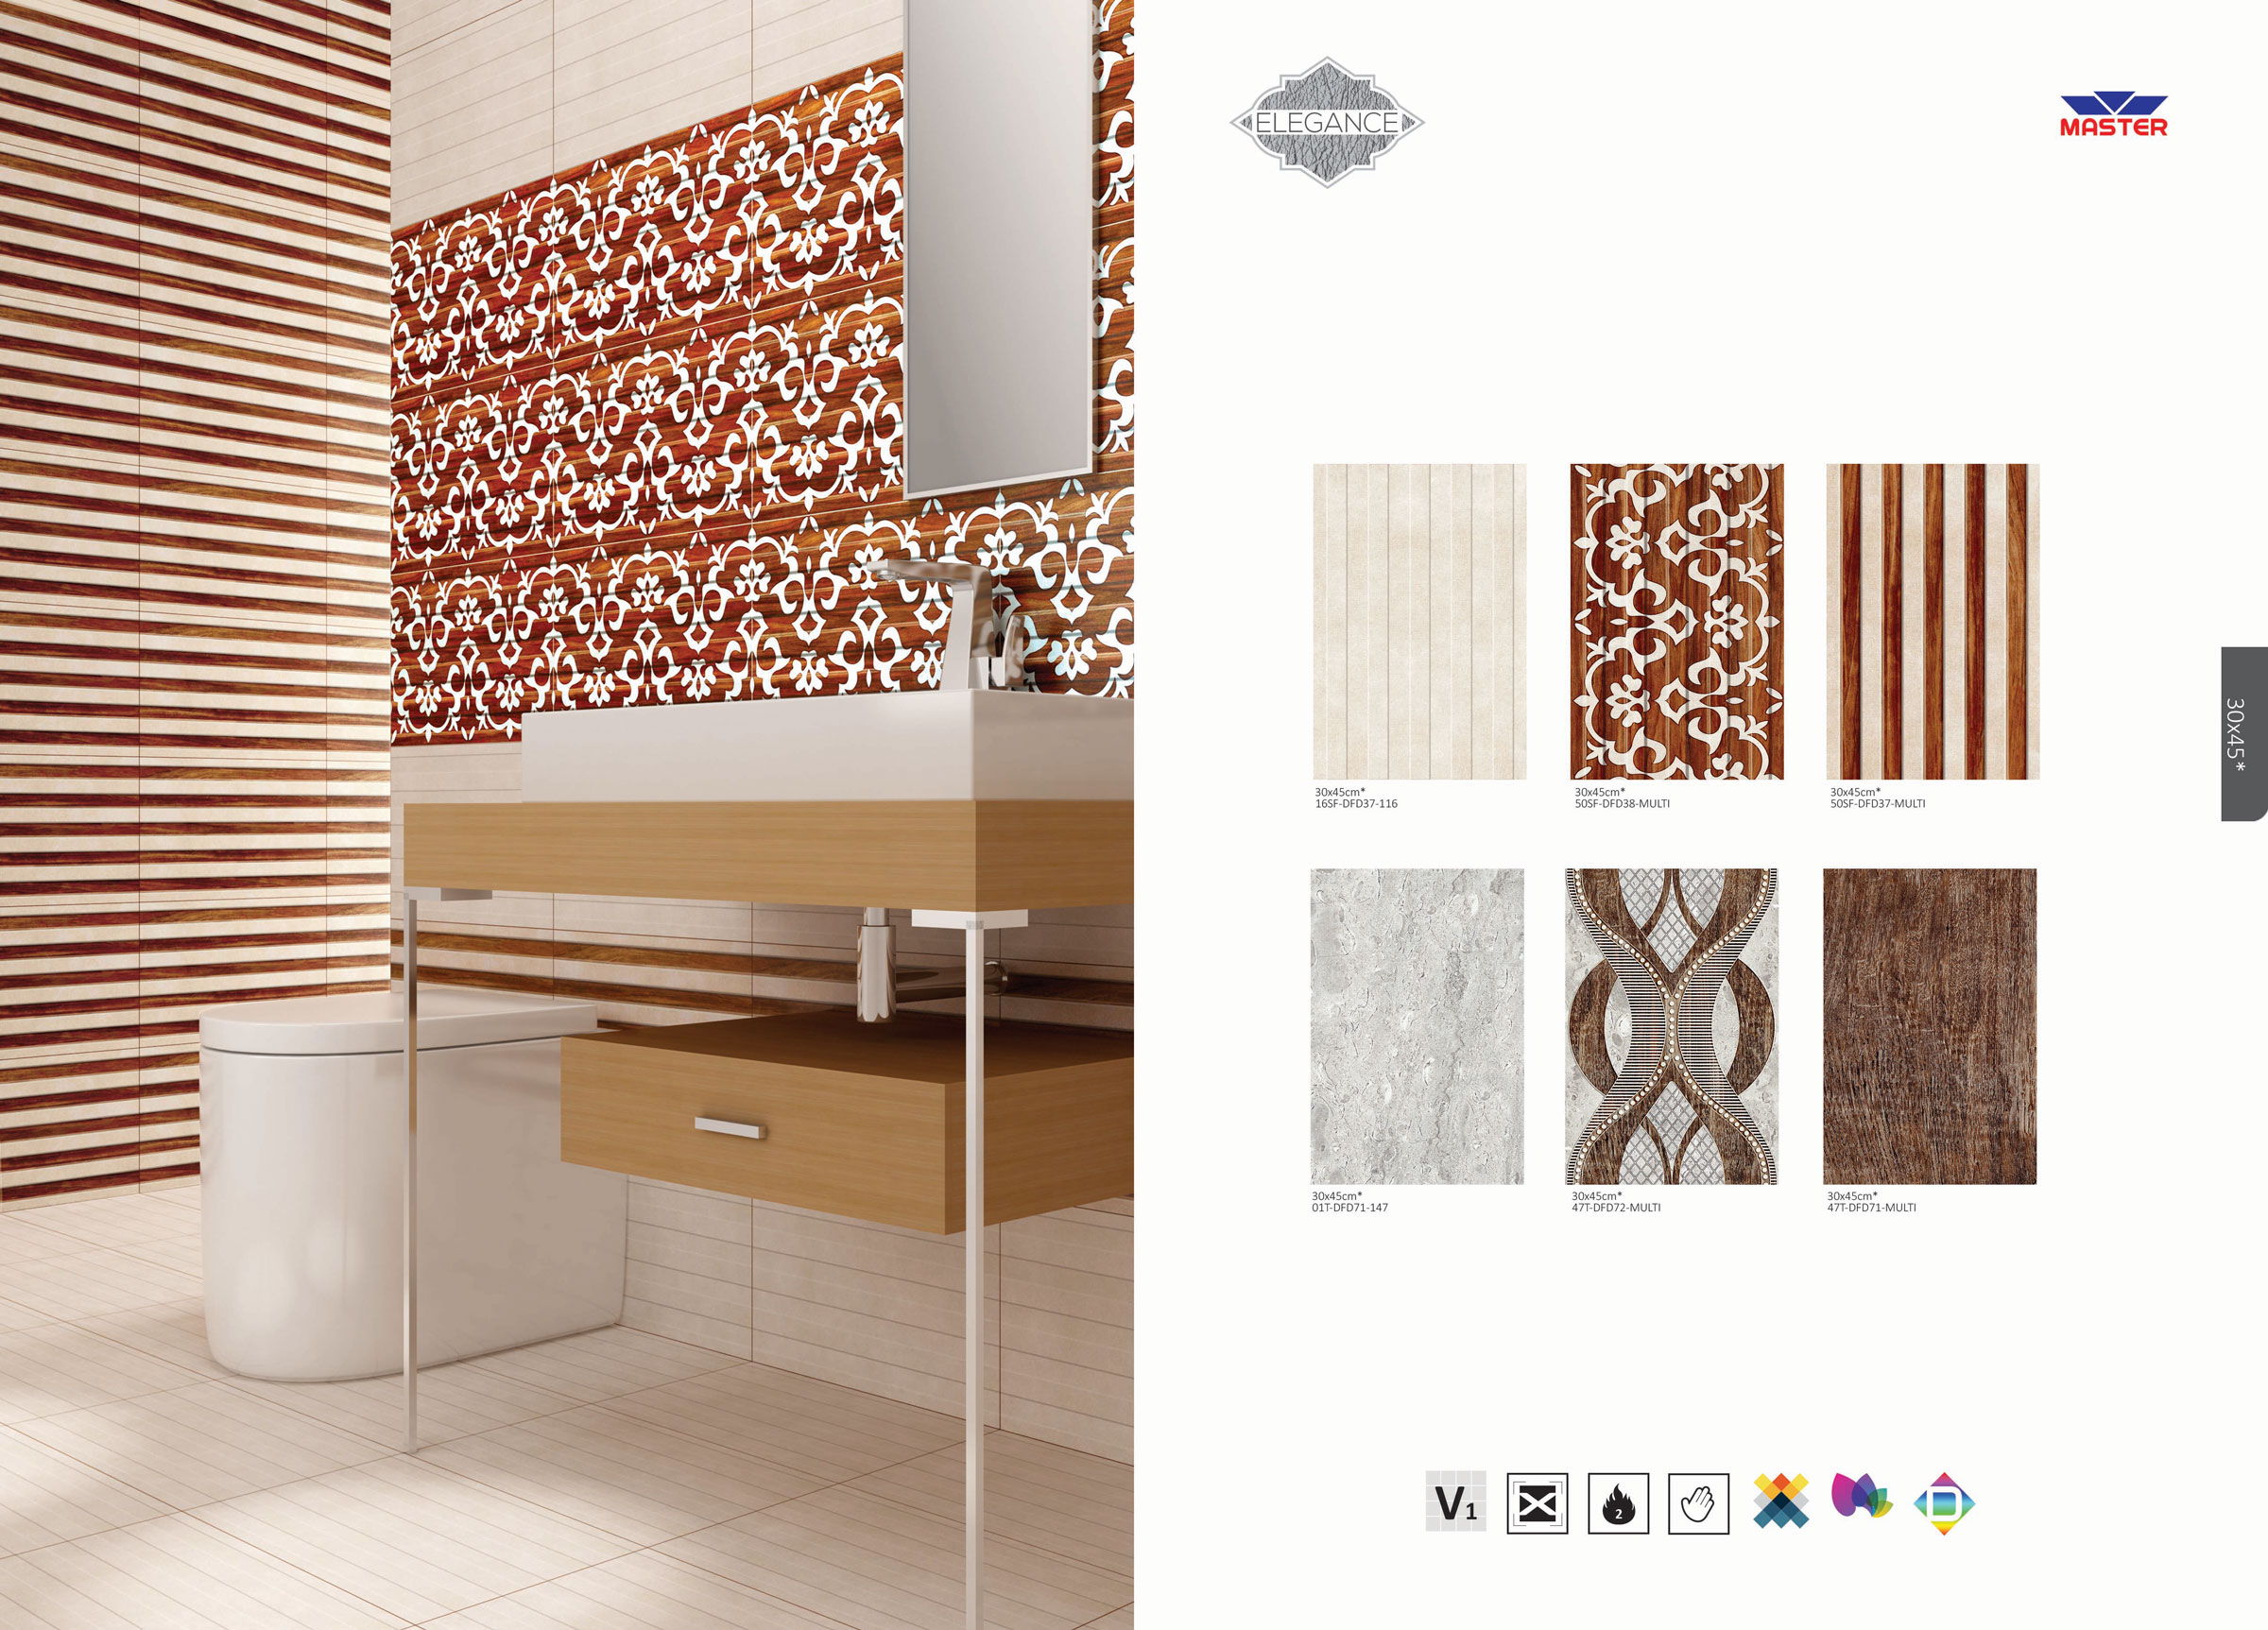 ELEGANCE
MASTER
30x45cm*
16SF-DFD37-116
30x45cm*
50SF-DFD38-MULTI
30x45cm*
50SF-DFD37-MULTI
30x45*
30x45cm*
01T-DFD71-147
30x45cm*
47T-DFD72-MULTI
30x45cm*
47T-DFD71-MULTI
V1
2
D